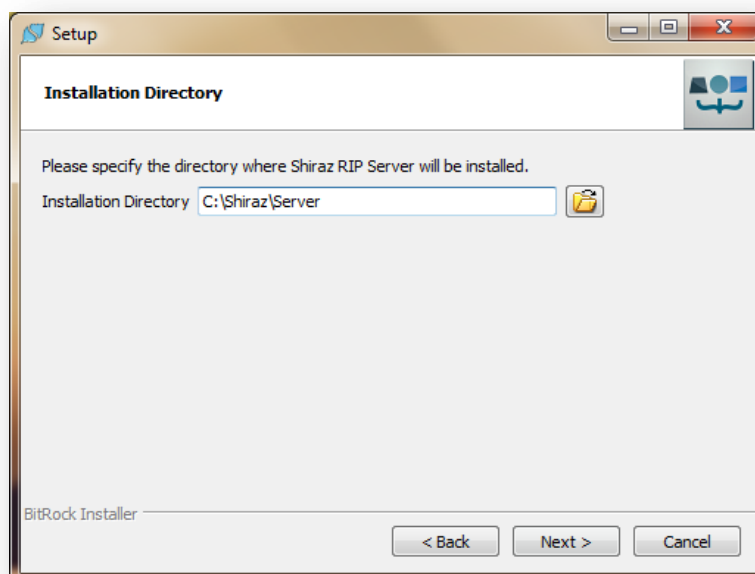 Setup
Installation Directory
Please specify the directory where Shiraz RIP Server will be installed.
Installation Directory C:\Shiraz\Server
BitRock Installer
< Back Next > Cancel